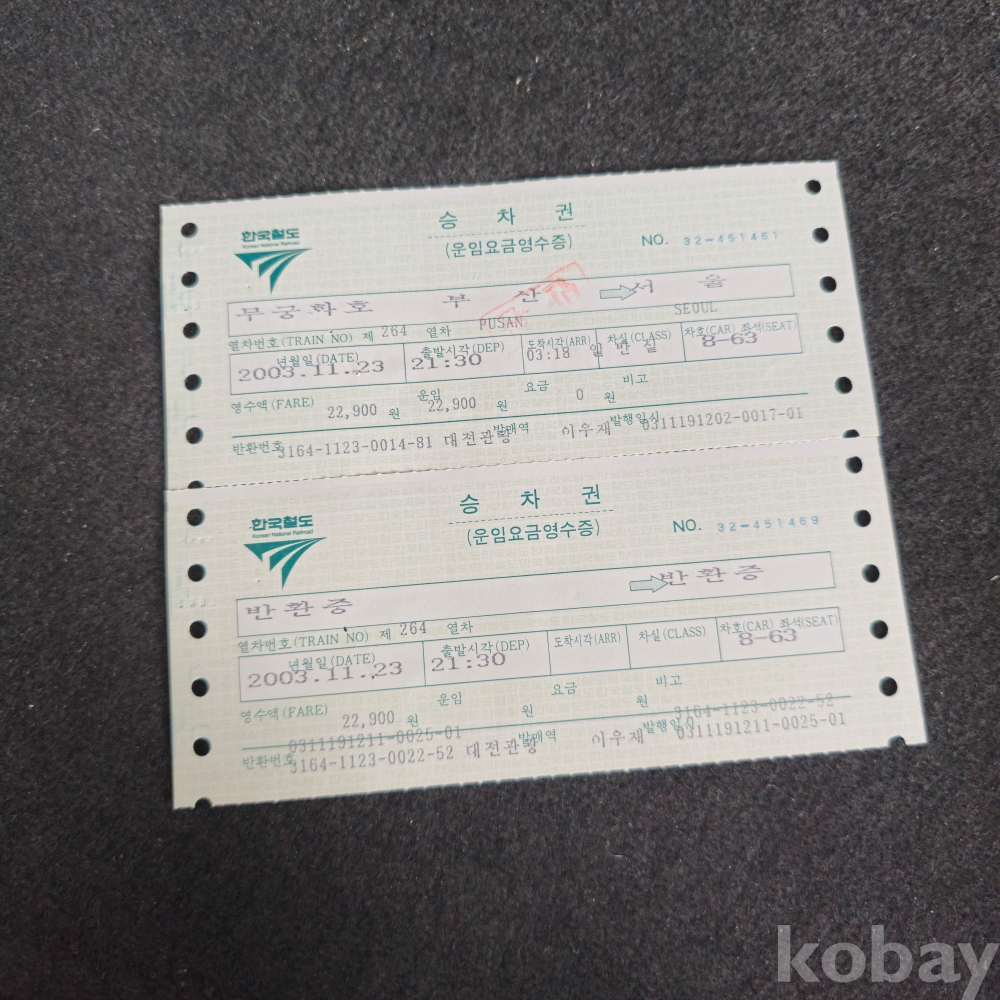 승 차 권
한국철도
Korean National Railroad
(운임요금영수증)
NO. 32-451461
무궁화호 부 산 서 울
열차번호(TRAIN NO) 제 264 열차 PUSAN SEOUL
년월일(DATE) 출발시각(DEP) 도착시각(ARR) 차실(CLASS) 차호(CAR) 좌석(SEAT)
2003.11.23 21:30 03:18 일 반 실 8-63
영수액(FARE) 22,900 원 운임 22,900 원 요금 0 원 비고
반환번호 3164-1123-0014-81 대전관광 발매역 이우재 발행일시 0311191202-0017-01
승 차 권
한국철도
Korean National Railroad
(운임요금영수증)
NO. 32-451469
반환증 반환증
열차번호(TRAIN NO) 제 264 열차
년월일(DATE) 출발시각(DEP) 도착시각(ARR) 차실(CLASS) 차호(CAR) 좌석(SEAT)
2003.11.23 21:30 8-63
영수액(FARE) 22,900 원 운임 원 요금 원 비고
0311191211-0025-01 3164-1123-0022-52
반환번호 3164-1123-0022-52 대전관광 발매역 이우재 발행일시 0311191211-0025-01
kobay